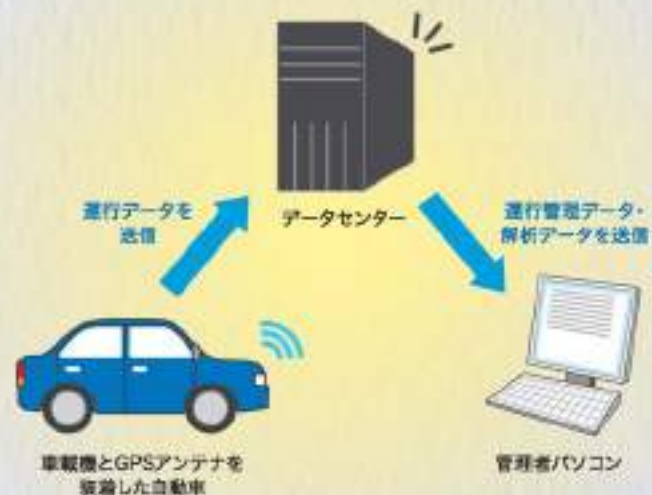 運行データを
送信
データセンター
運行管理データ・
解析データを送信
車載機とGPSアンテナを
装着した自動車
管理者パソコン